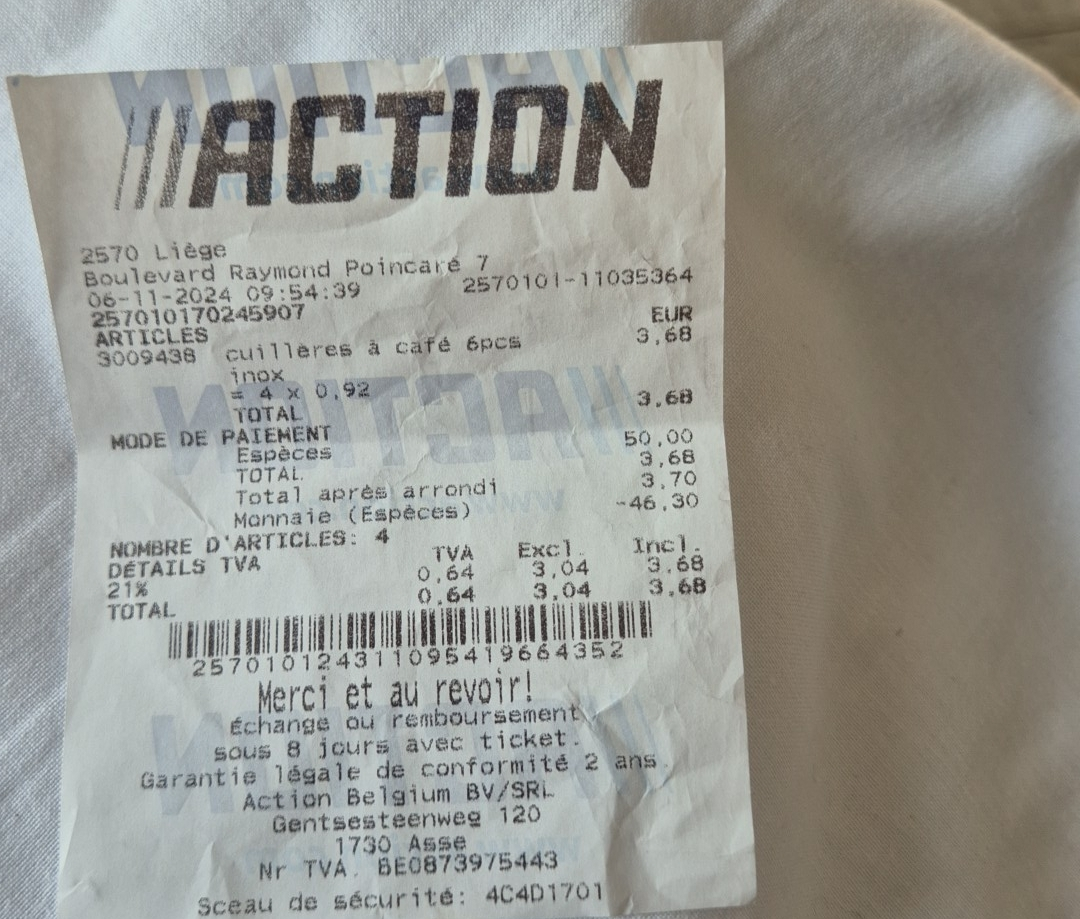 ACTION
2570 Liège
Boulevard Raymond Poincaré 7
06-11-2024 09:54:39 2570101-11035364
257010170245907 EUR
ARTICLES 3,68
3009438 cuillères à café 6pcs
inox
= 4 x 0,92
TOTAL 3,68
MODE DE PAIEMENT
Espèces 50,00
TOTAL 3,68
Total après arrondi 3,70
Monnaie (Espèces) -46,30
NOMBRE D'ARTICLES: 4
DÉTAILS TVA TVA Excl. Incl.
21% 0,64 3,04 3,68
TOTAL 0,64 3,04 3,68
257010124311095419664352
Merci et au revoir!
Échange ou remboursement
sous 8 jours avec ticket.
Garantie légale de conformité 2 ans.
Action Belgium BV/SRL
Gentsesteenweg 120
1730 Asse
Nr TVA. BE0873975443
Sceau de sécurité: 4C4D1701